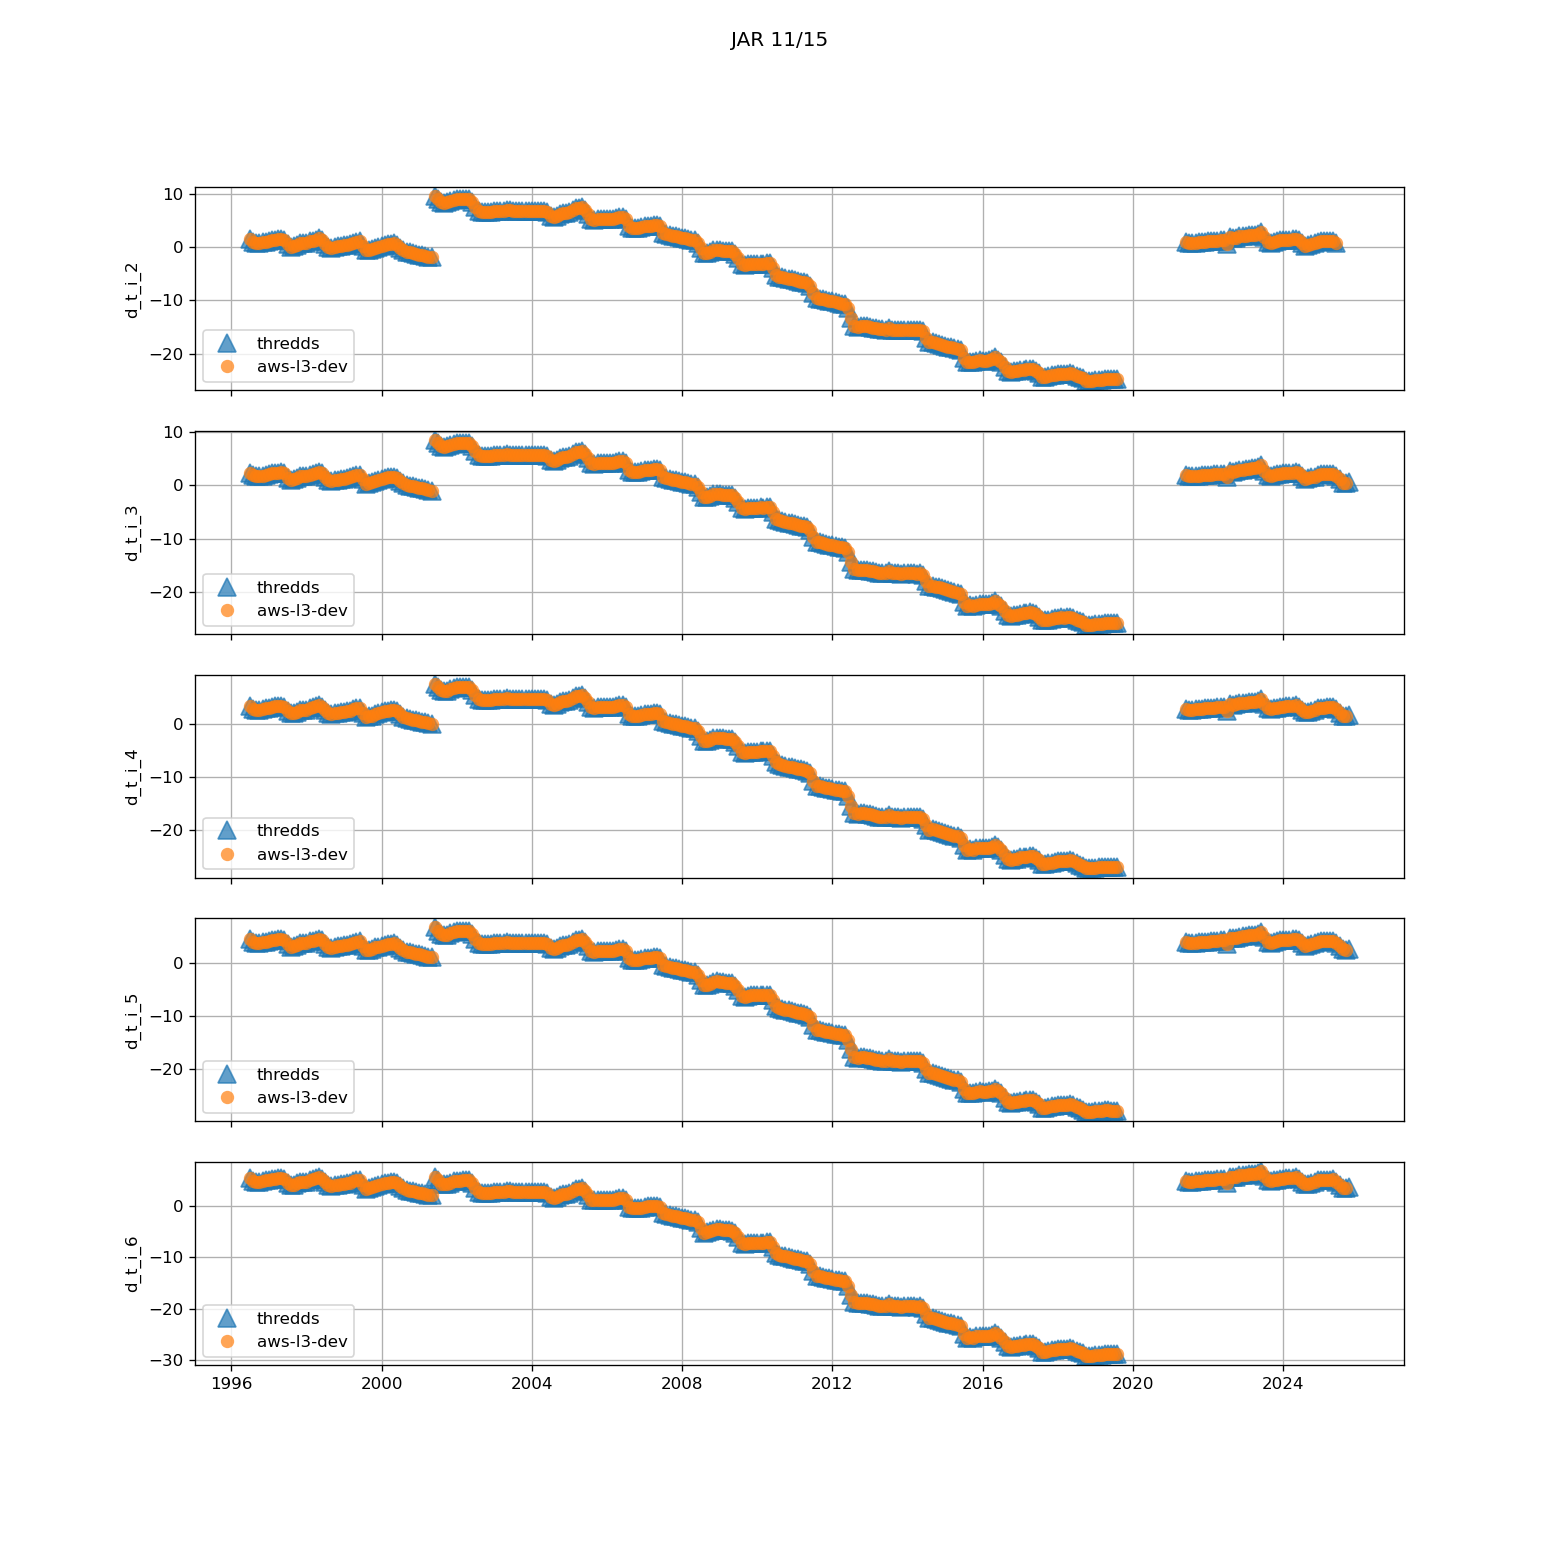 JAR 11/15
10
0
−10
−20
d_t_i_2
thredds
aws-l3-dev
10
0
−10
−20
d_t_i_3
thredds
aws-l3-dev
0
−10
−20
d_t_i_4
thredds
aws-l3-dev
0
−10
−20
d_t_i_5
thredds
aws-l3-dev
0
−10
−20
−30
d_t_i_6
thredds
aws-l3-dev
1996 2000 2004 2008 2012 2016 2020 2024